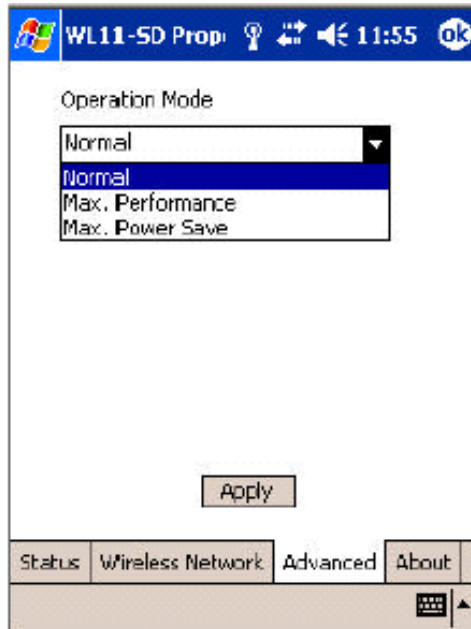 WL11-SD Prop 11:55 ok
Operation Mode
Normal
Normal
Max. Performance
Max. Power Save
Apply
Status Wireless Network Advanced About